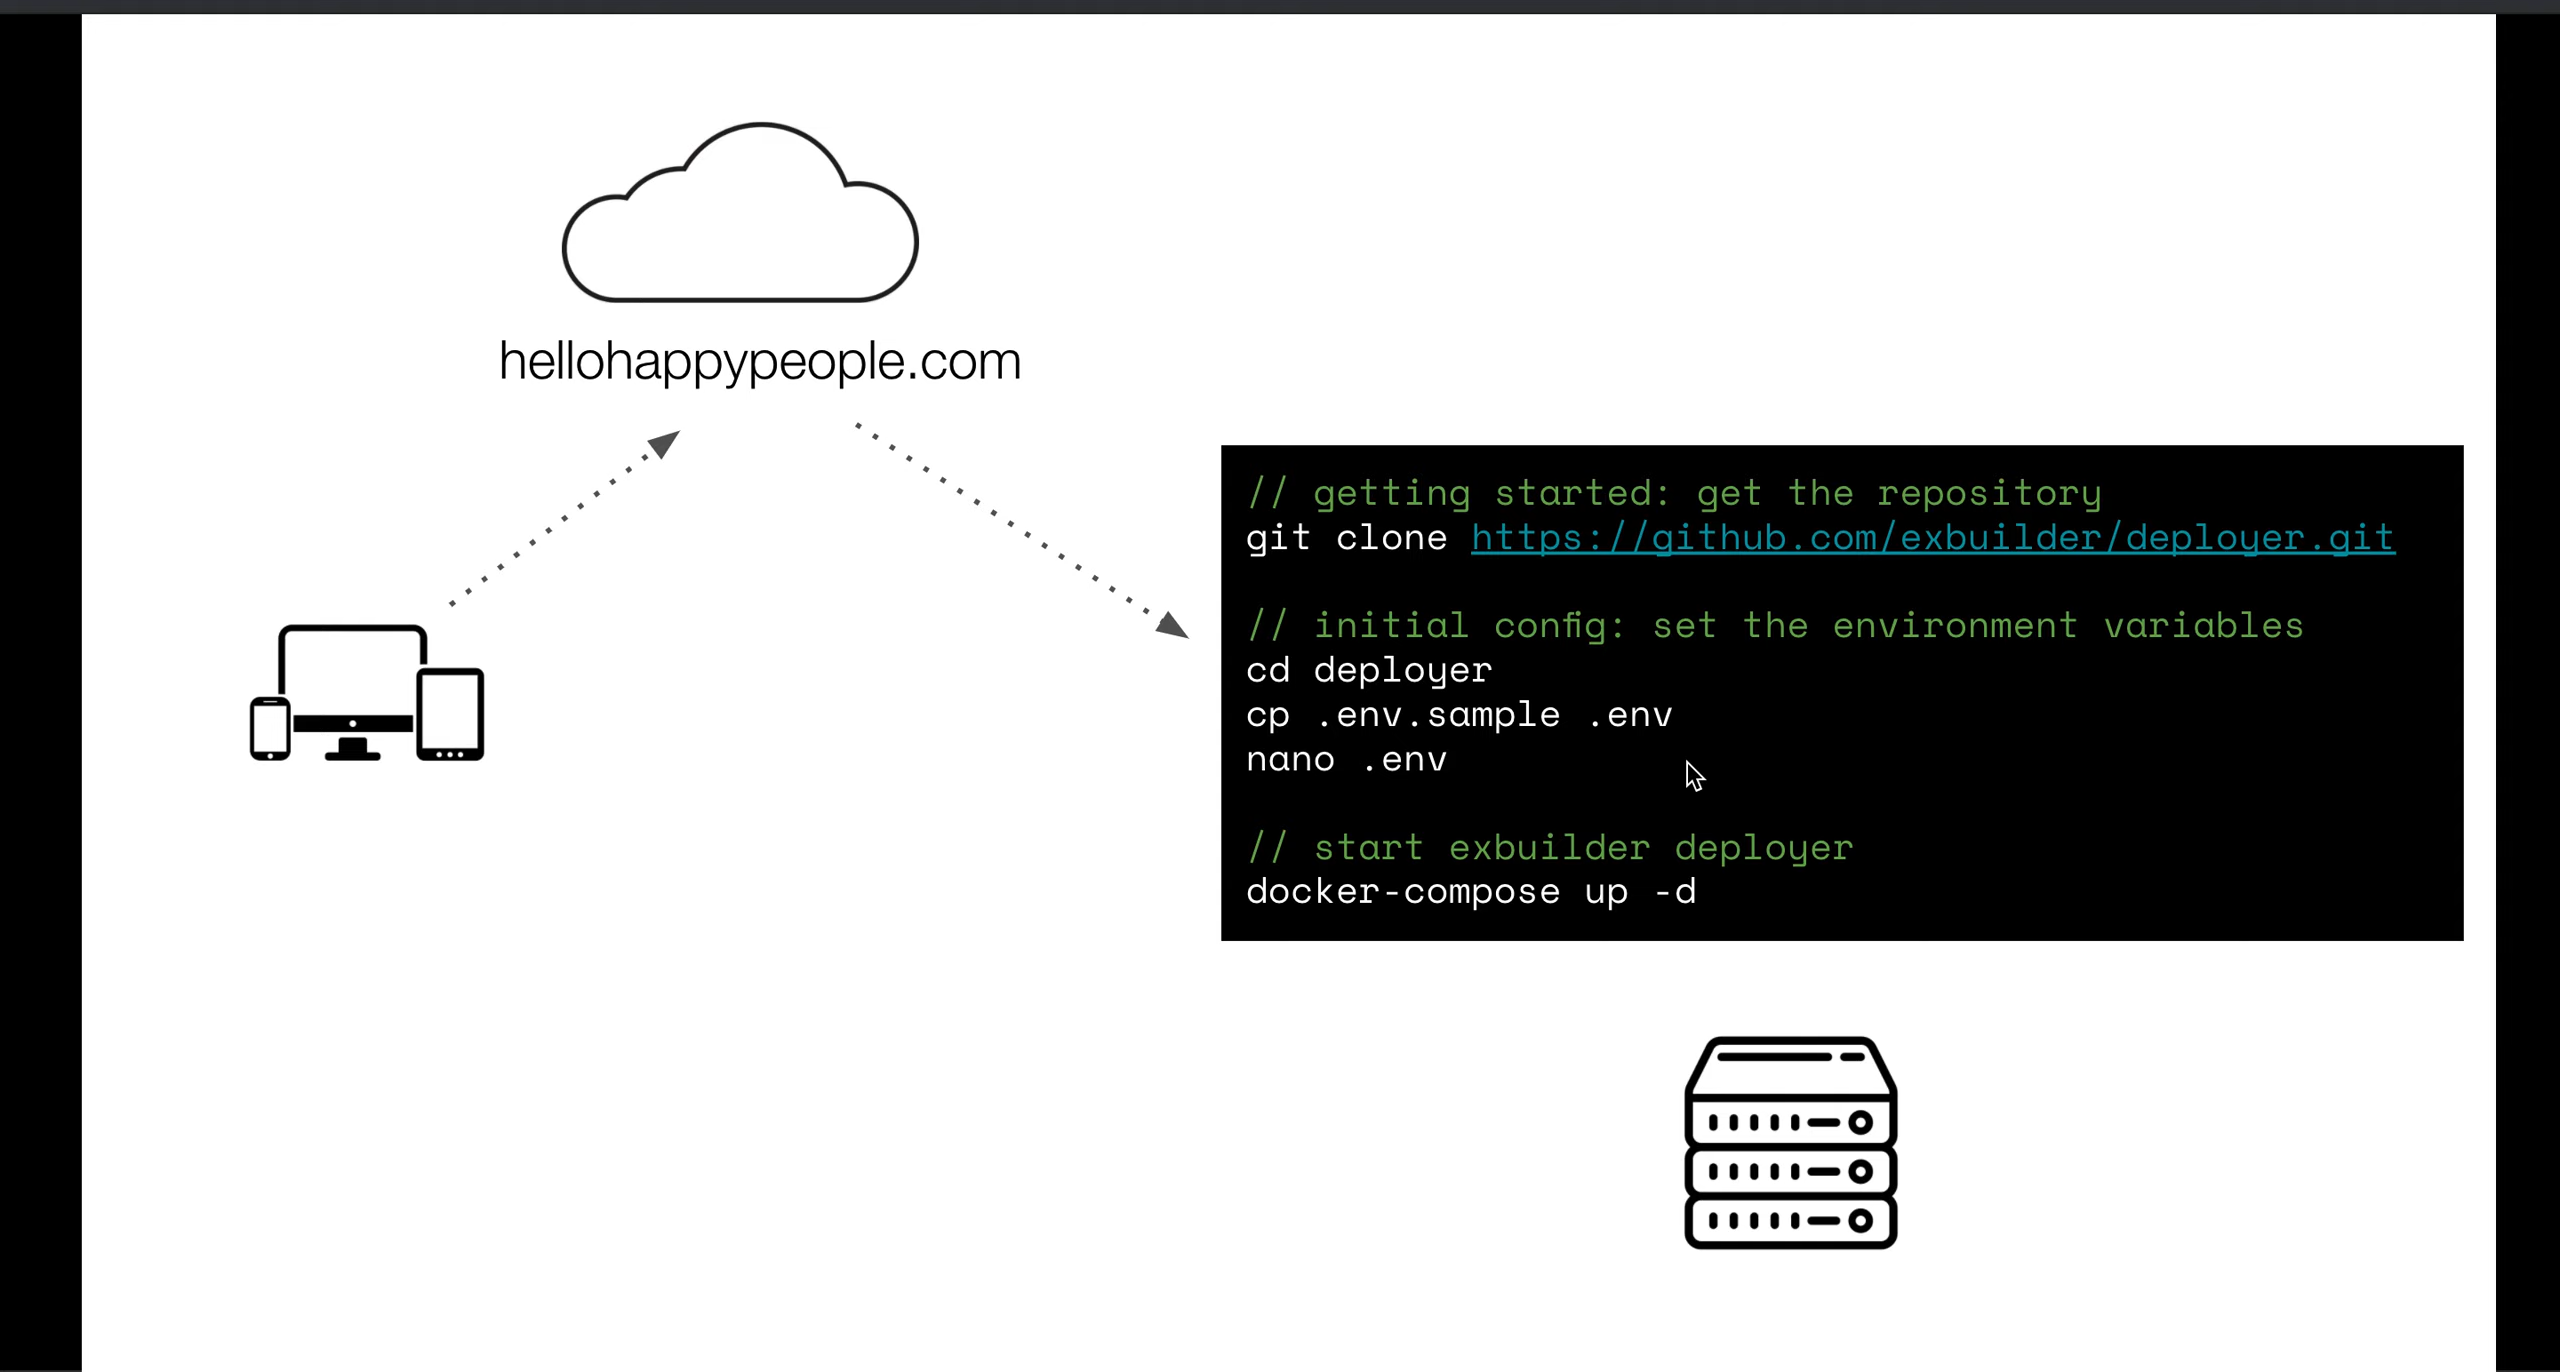 hellohappypeople.com
// getting started: get the repository
git clone https://github.com/exbuilder/deployer.git
// initial config: set the environment variables
cd deployer
cp .env.sample .env
nano .env
// start exbuilder deployer
docker-compose up -d